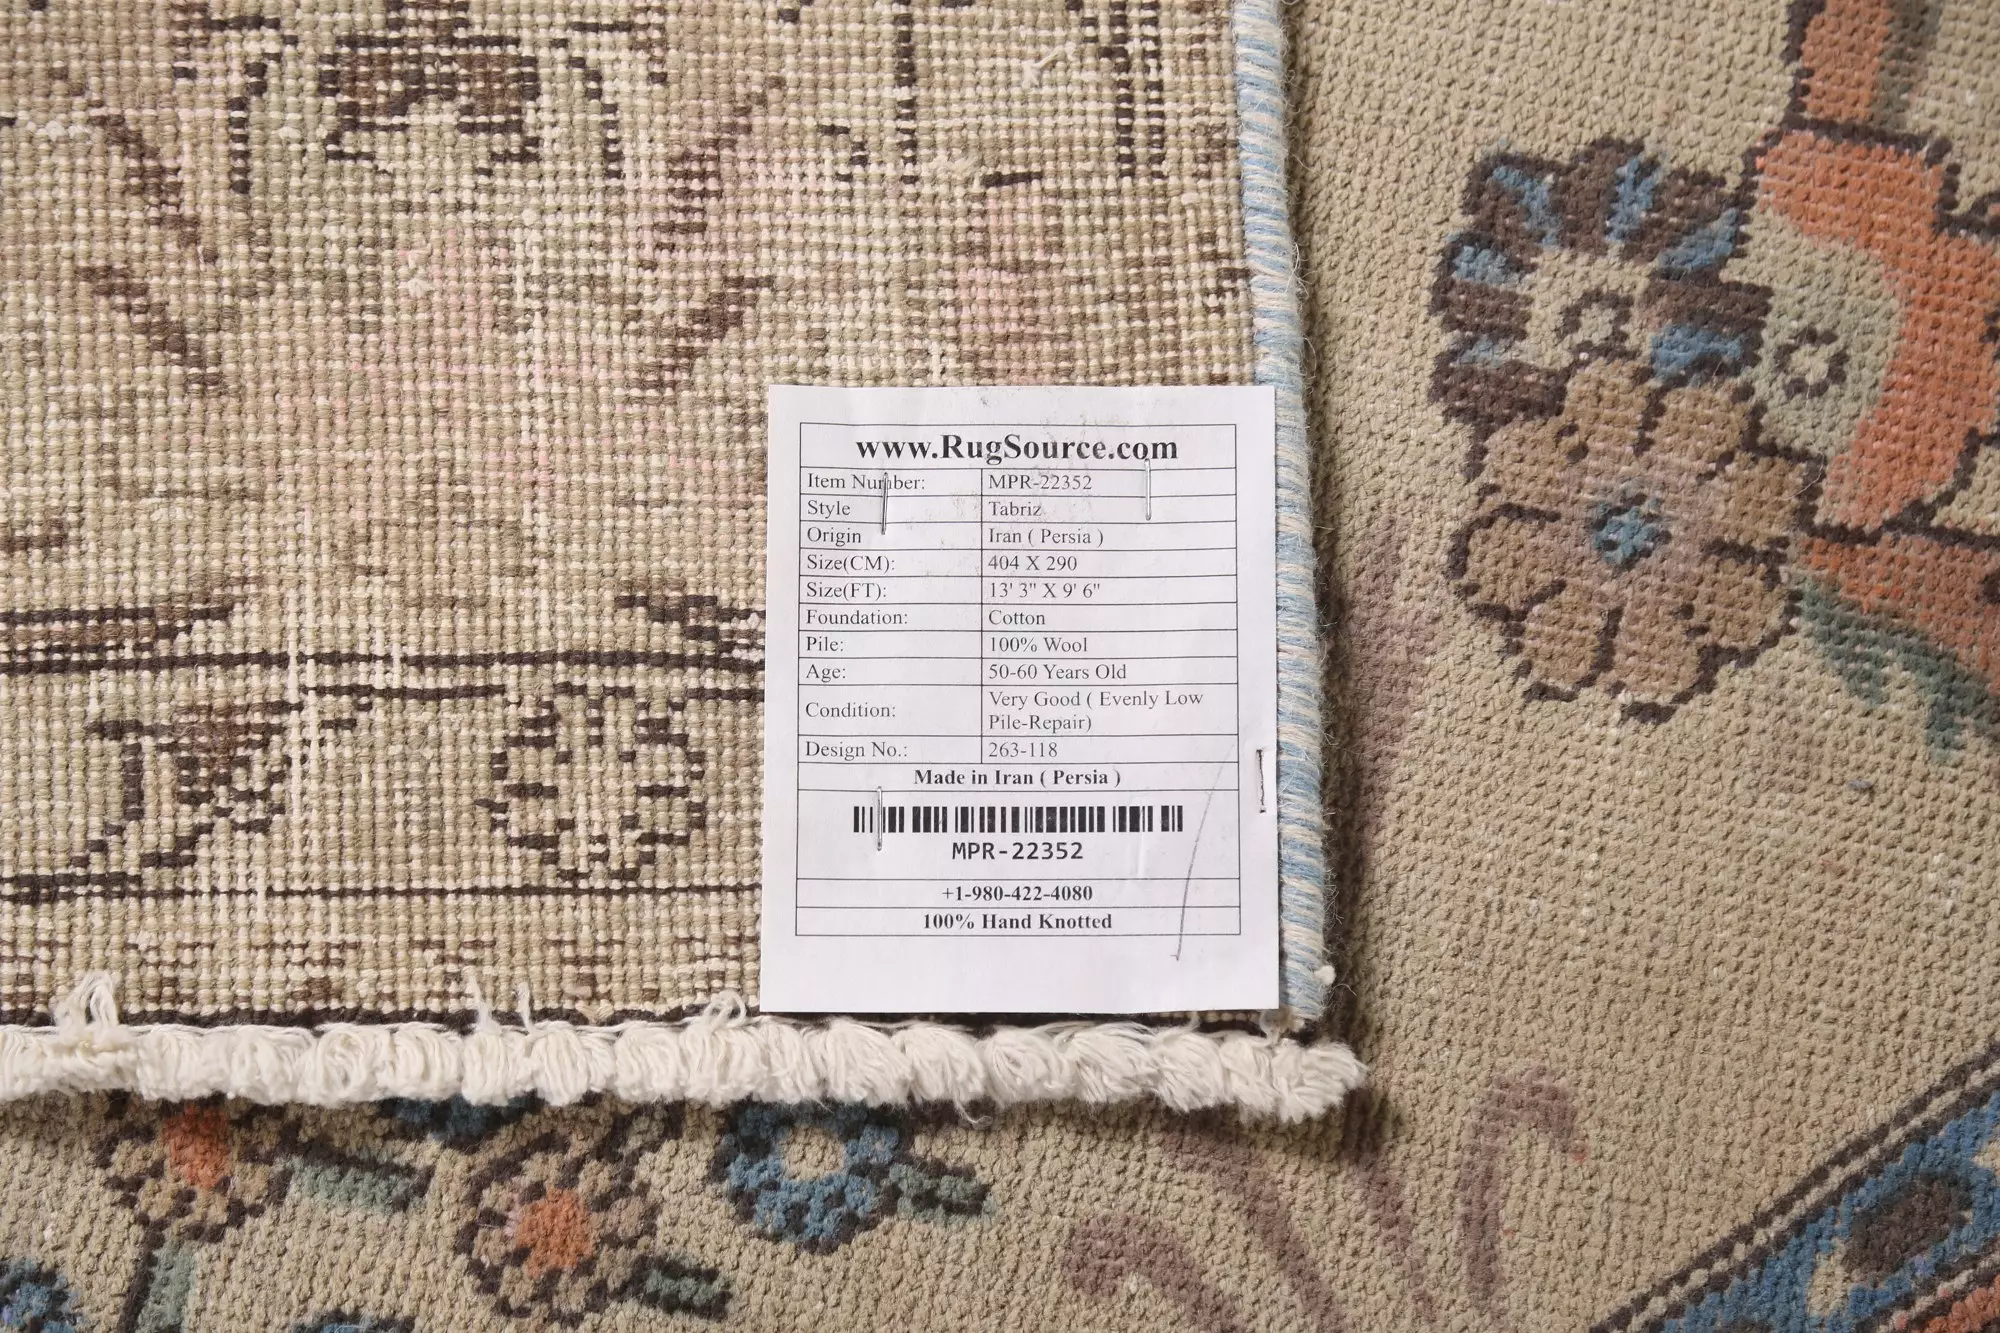 www.RugSource.com
Item Number: MPR-22352
Style Tabriz
Origin Iran ( Persia )
Size(CM): 404 X 290
Size(FT): 13' 3" X 9' 6"
Foundation: Cotton
Pile: 100% Wool
Age: 50-60 Years Old
Condition: Very Good ( Evenly Low
Pile-Repair)
Design No.: 263-118
Made in Iran ( Persia )
MPR-22352
+1-980-422-4080
100% Hand Knotted